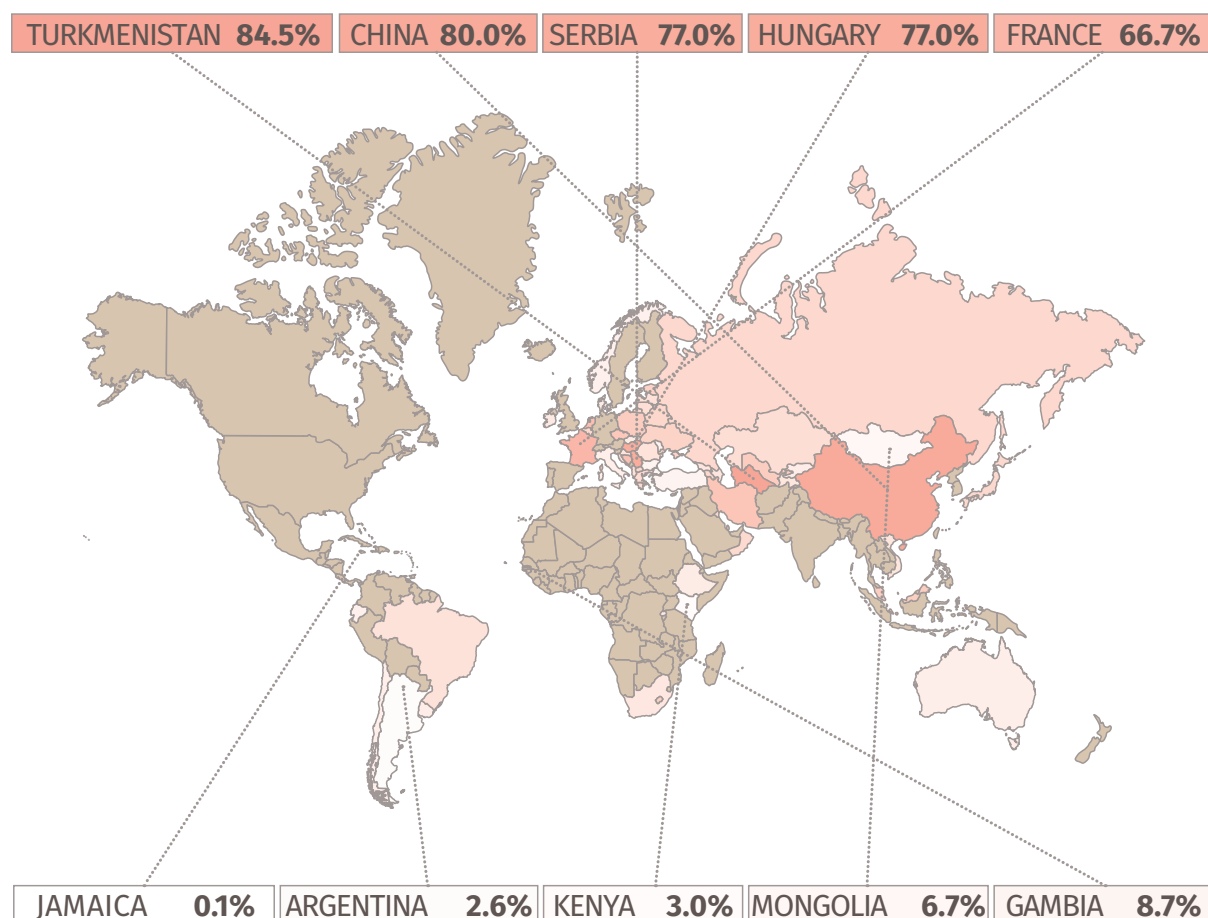 TURKMENISTAN 84.5% CHINA 80.0% SERBIA 77.0% HUNGARY 77.0% FRANCE 66.7%
JAMAICA 0.1% ARGENTINA 2.6% KENYA 3.0% MONGOLIA 6.7% GAMBIA 8.7%